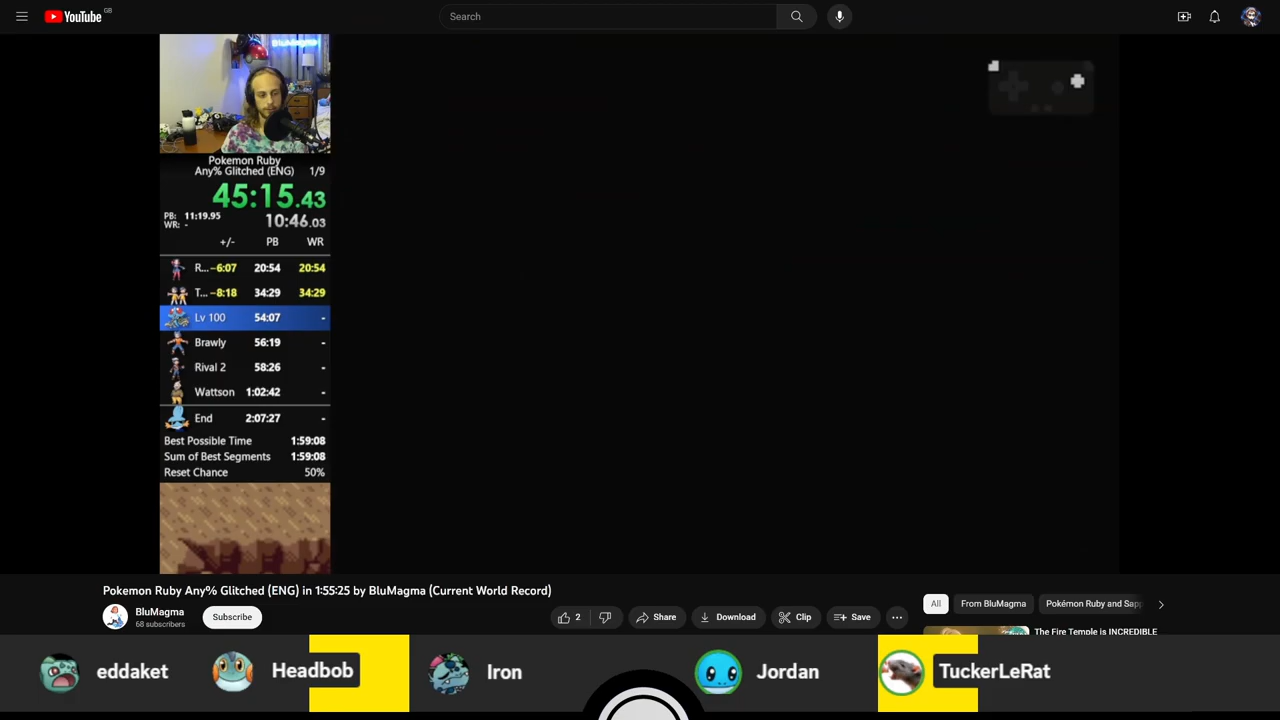 YouTube GB
Search
BluMagma
Pokemon Ruby
Any% Glitched (ENG) 1/9
45:15.43
PB: 11:19.95
WR: -
10:46.03
+/- PB WR
R... −6:07 20:54 20:54
T... −8:18 34:29 34:29
Lv 100 54:07 -
Brawly 56:19 -
Rival 2 58:26 -
Wattson 1:02:42 -
End 2:07:27 -
Best Possible Time 1:59:08
Sum of Best Segments 1:59:08
Reset Chance 50%
Pokemon Ruby Any% Glitched (ENG) in 1:55:25 by BluMagma (Current World Record)
BluMagma
68 subscribers
Subscribe
2
Share
Download
Clip
Save
All
From BluMagma
Pokémon Ruby and Sapp
The Fire Temple is INCREDIBLE
eddaket
Headbob
Iron
Jordan
TuckerLeRat